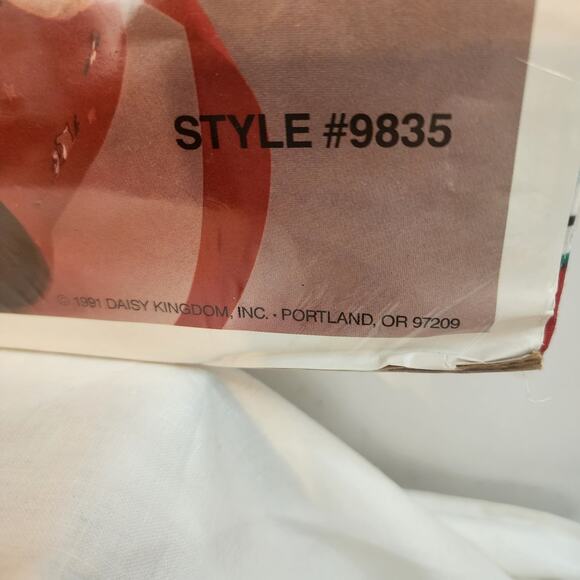 STYLE #9835
© 1991 DAISY KINGDOM, INC. · PORTLAND, OR 97209